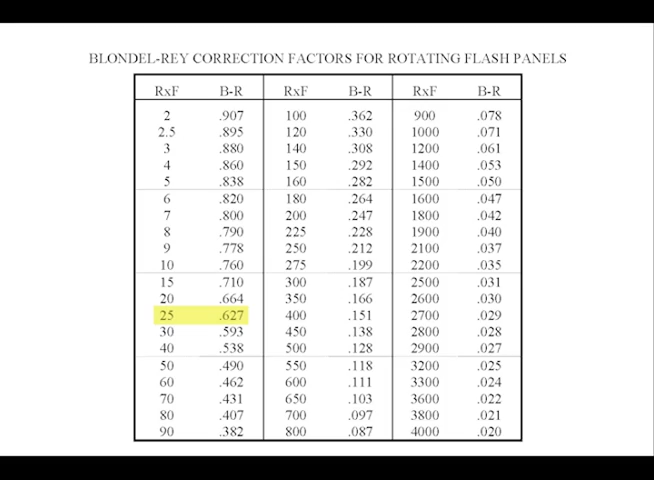 BLONDEL-REY CORRECTION FACTORS FOR ROTATING FLASH PANELS
RxF B-R RxF B-R RxF B-R
2 .907 100 .362 900 .078
2.5 .895 120 .330 1000 .071
3 .880 140 .308 1200 .061
4 .860 150 .292 1400 .053
5 .838 160 .282 1500 .050
6 .820 180 .264 1600 .047
7 .800 200 .247 1800 .042
8 .790 225 .228 1900 .040
9 .778 250 .212 2100 .037
10 .760 275 .199 2200 .035
15 .710 300 .187 2500 .031
20 .664 350 .166 2600 .030
25 .627 400 .151 2700 .029
30 .593 450 .138 2800 .028
40 .538 500 .128 2900 .027
50 .490 550 .118 3200 .025
60 .462 600 .111 3300 .024
70 .431 650 .103 3600 .022
80 .407 700 .097 3800 .021
90 .382 800 .087 4000 .020